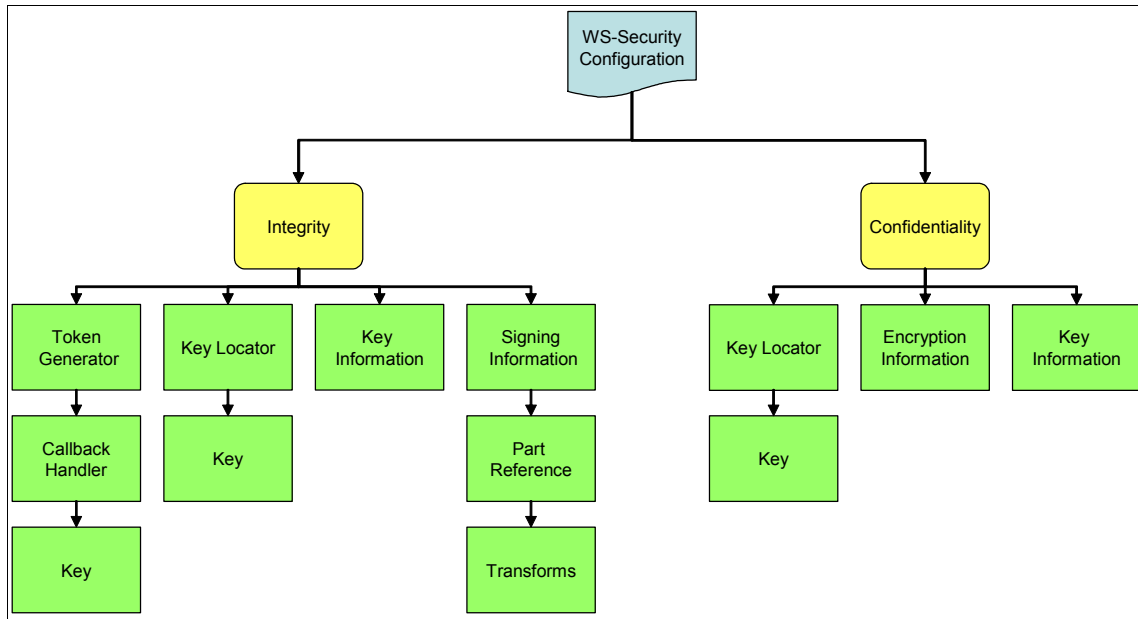 WS-Security
Configuration
Integrity
Confidentiality
Token
Generator
Key Locator
Key
Information
Signing
Information
Key Locator
Encryption
Information
Key
Information
Callback
Handler
Key
Part
Reference
Key
Key
Transforms